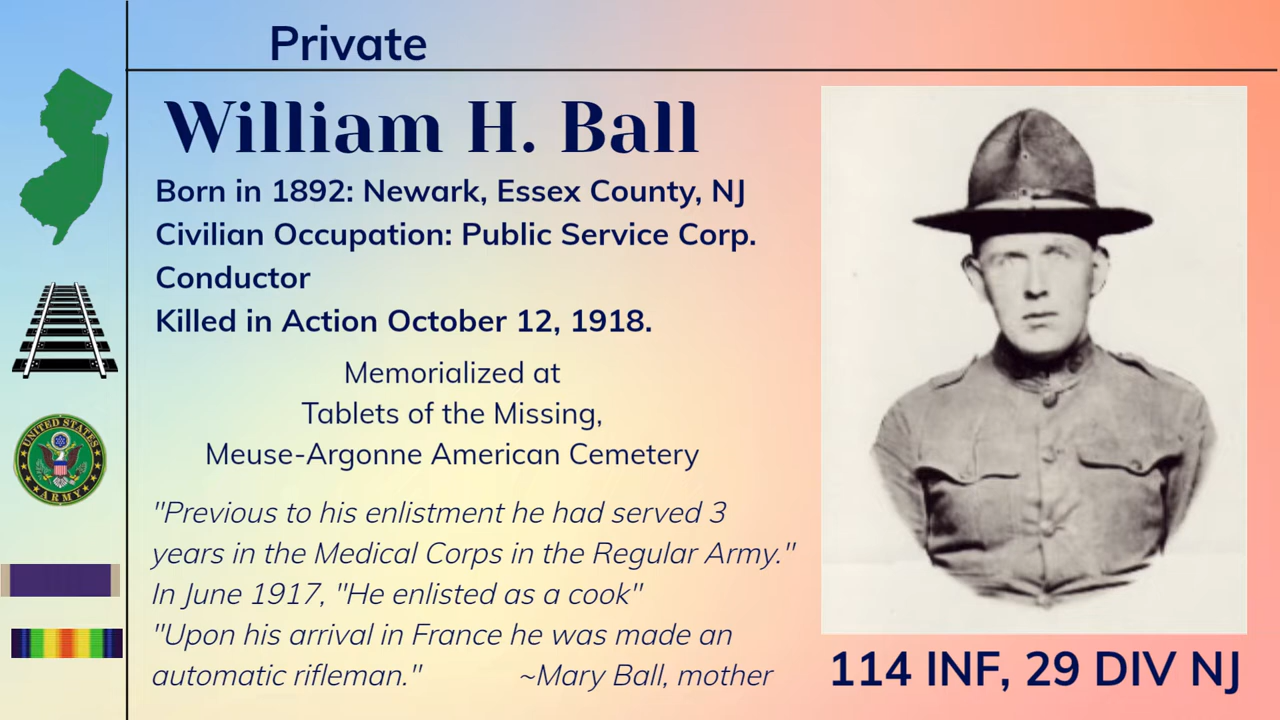 Private
William H. Ball
Born in 1892: Newark, Essex County, NJ
Civilian Occupation: Public Service Corp.
Conductor
Killed in Action October 12, 1918.
Memorialized at
Tablets of the Missing,
Meuse-Argonne American Cemetery
"Previous to his enlistment he had served 3
years in the Medical Corps in the Regular Army."
In June 1917, "He enlisted as a cook"
"Upon his arrival in France he was made an
automatic rifleman." ~Mary Ball, mother
114 INF, 29 DIV NJ
UNITED STATES
ARMY